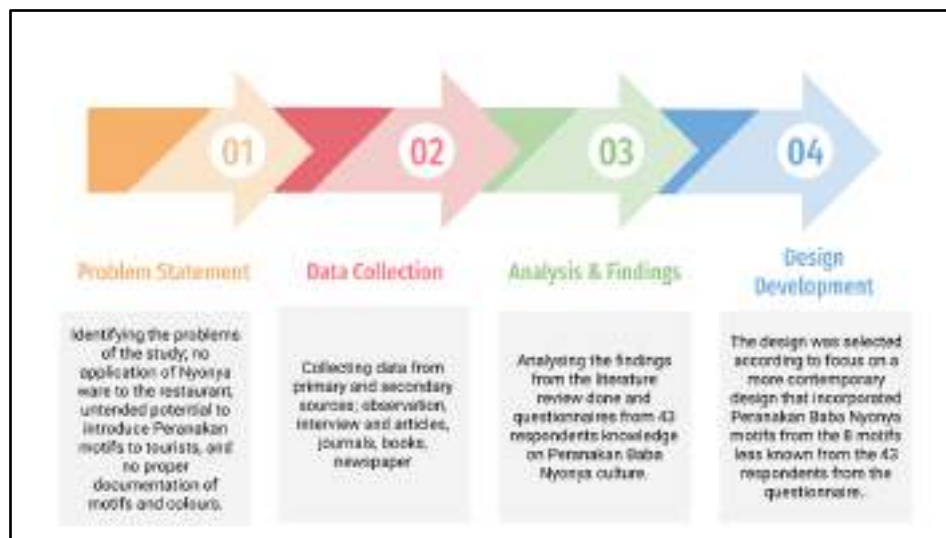 01
02
03
04
Problem Statement
Identifying the problems
of the study; no
application of Nyonya
ware to the restaurant,
untended potential to
introduce Peranakan
motifs to tourists, and
no proper
documentation of
motifs and colours.
Data Collection
Collecting data from
primary and secondary
sources; observation,
interview and articles,
journals, books,
newspaper
Analysis & Findings
Analysing the findings
from the literature
review done and
questionnaires from 43
respondents knowledge
on Peranakan Baba
Nyonya culture.
Design
Development
The design was selected
according to focus on a
more contemporary
design that incorporated
Peranakan Baba Nyonya
motifs from the 8 motifs
less known from the 43
respondents from the
questionnaire.